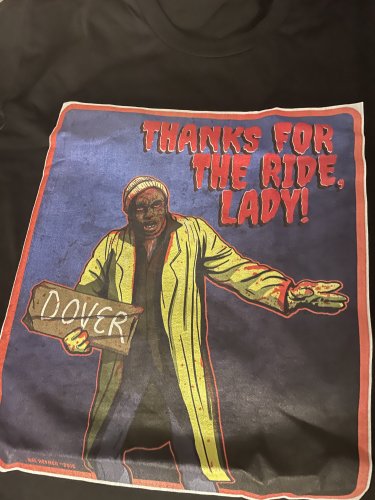 THANKS FOR
THE RIDE,
LADY!
DOVER